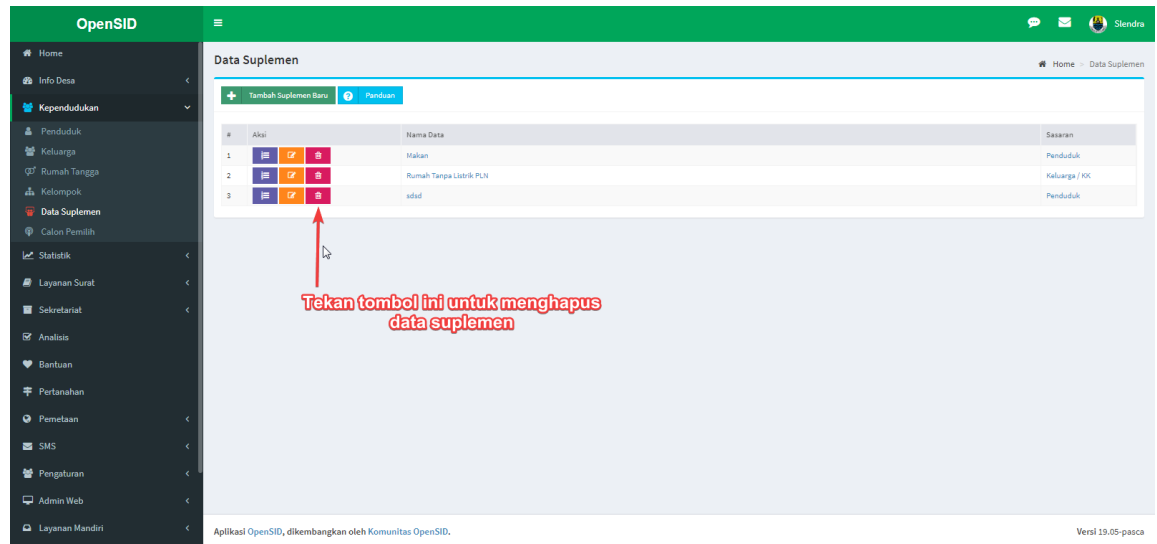 OpenSID
Slendra
Home
Info Desa
Kependudukan
Penduduk
Keluarga
Rumah Tangga
Kelompok
Data Suplemen
Calon Pemilih
Statistik
Layanan Surat
Sekretariat
Analisis
Bantuan
Pertanahan
Pemetaan
SMS
Pengaturan
Admin Web
Layanan Mandiri
Data Suplemen
Home > Data Suplemen
Tambah Suplemen Baru Panduan
# Aksi Nama Data Sasaran
1 Makan Penduduk
2 Rumah Tanpa Listrik PLN Keluarga / KK
3 sdsd Penduduk
Tekan tombol ini untuk menghapus
data suplemen
Aplikasi OpenSID, dikembangkan oleh Komunitas OpenSID. Versi 19.05-pasca